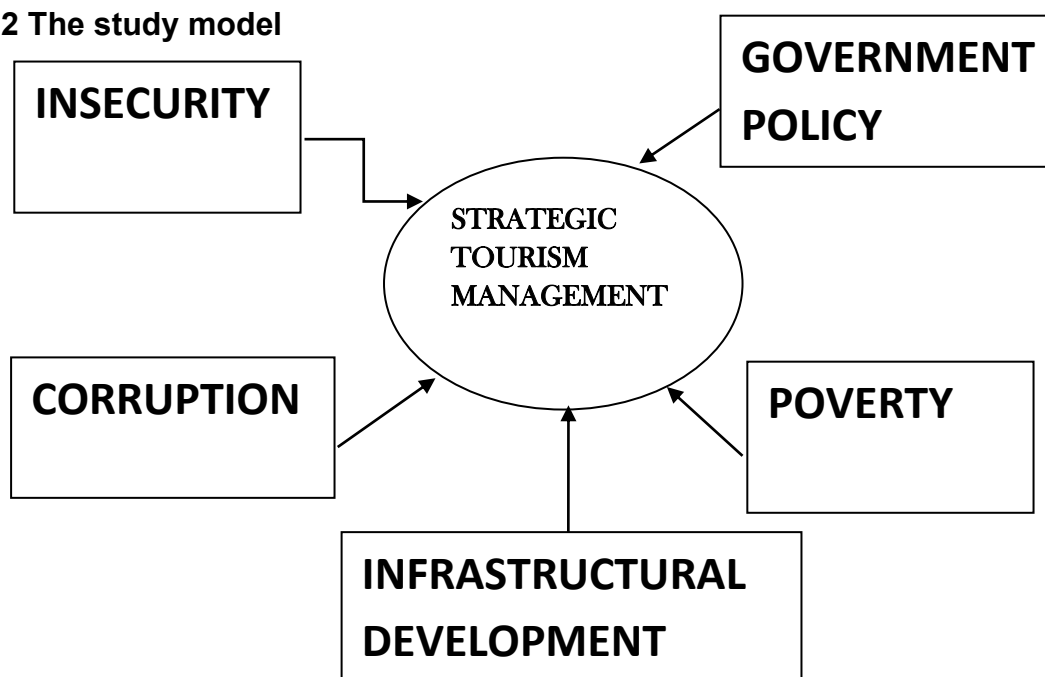 2 The study model
INSECURITY
GOVERNMENT
POLICY
STRATEGIC
TOURISM
MANAGEMENT
CORRUPTION
POVERTY
INFRASTRUCTURAL
DEVELOPMENT